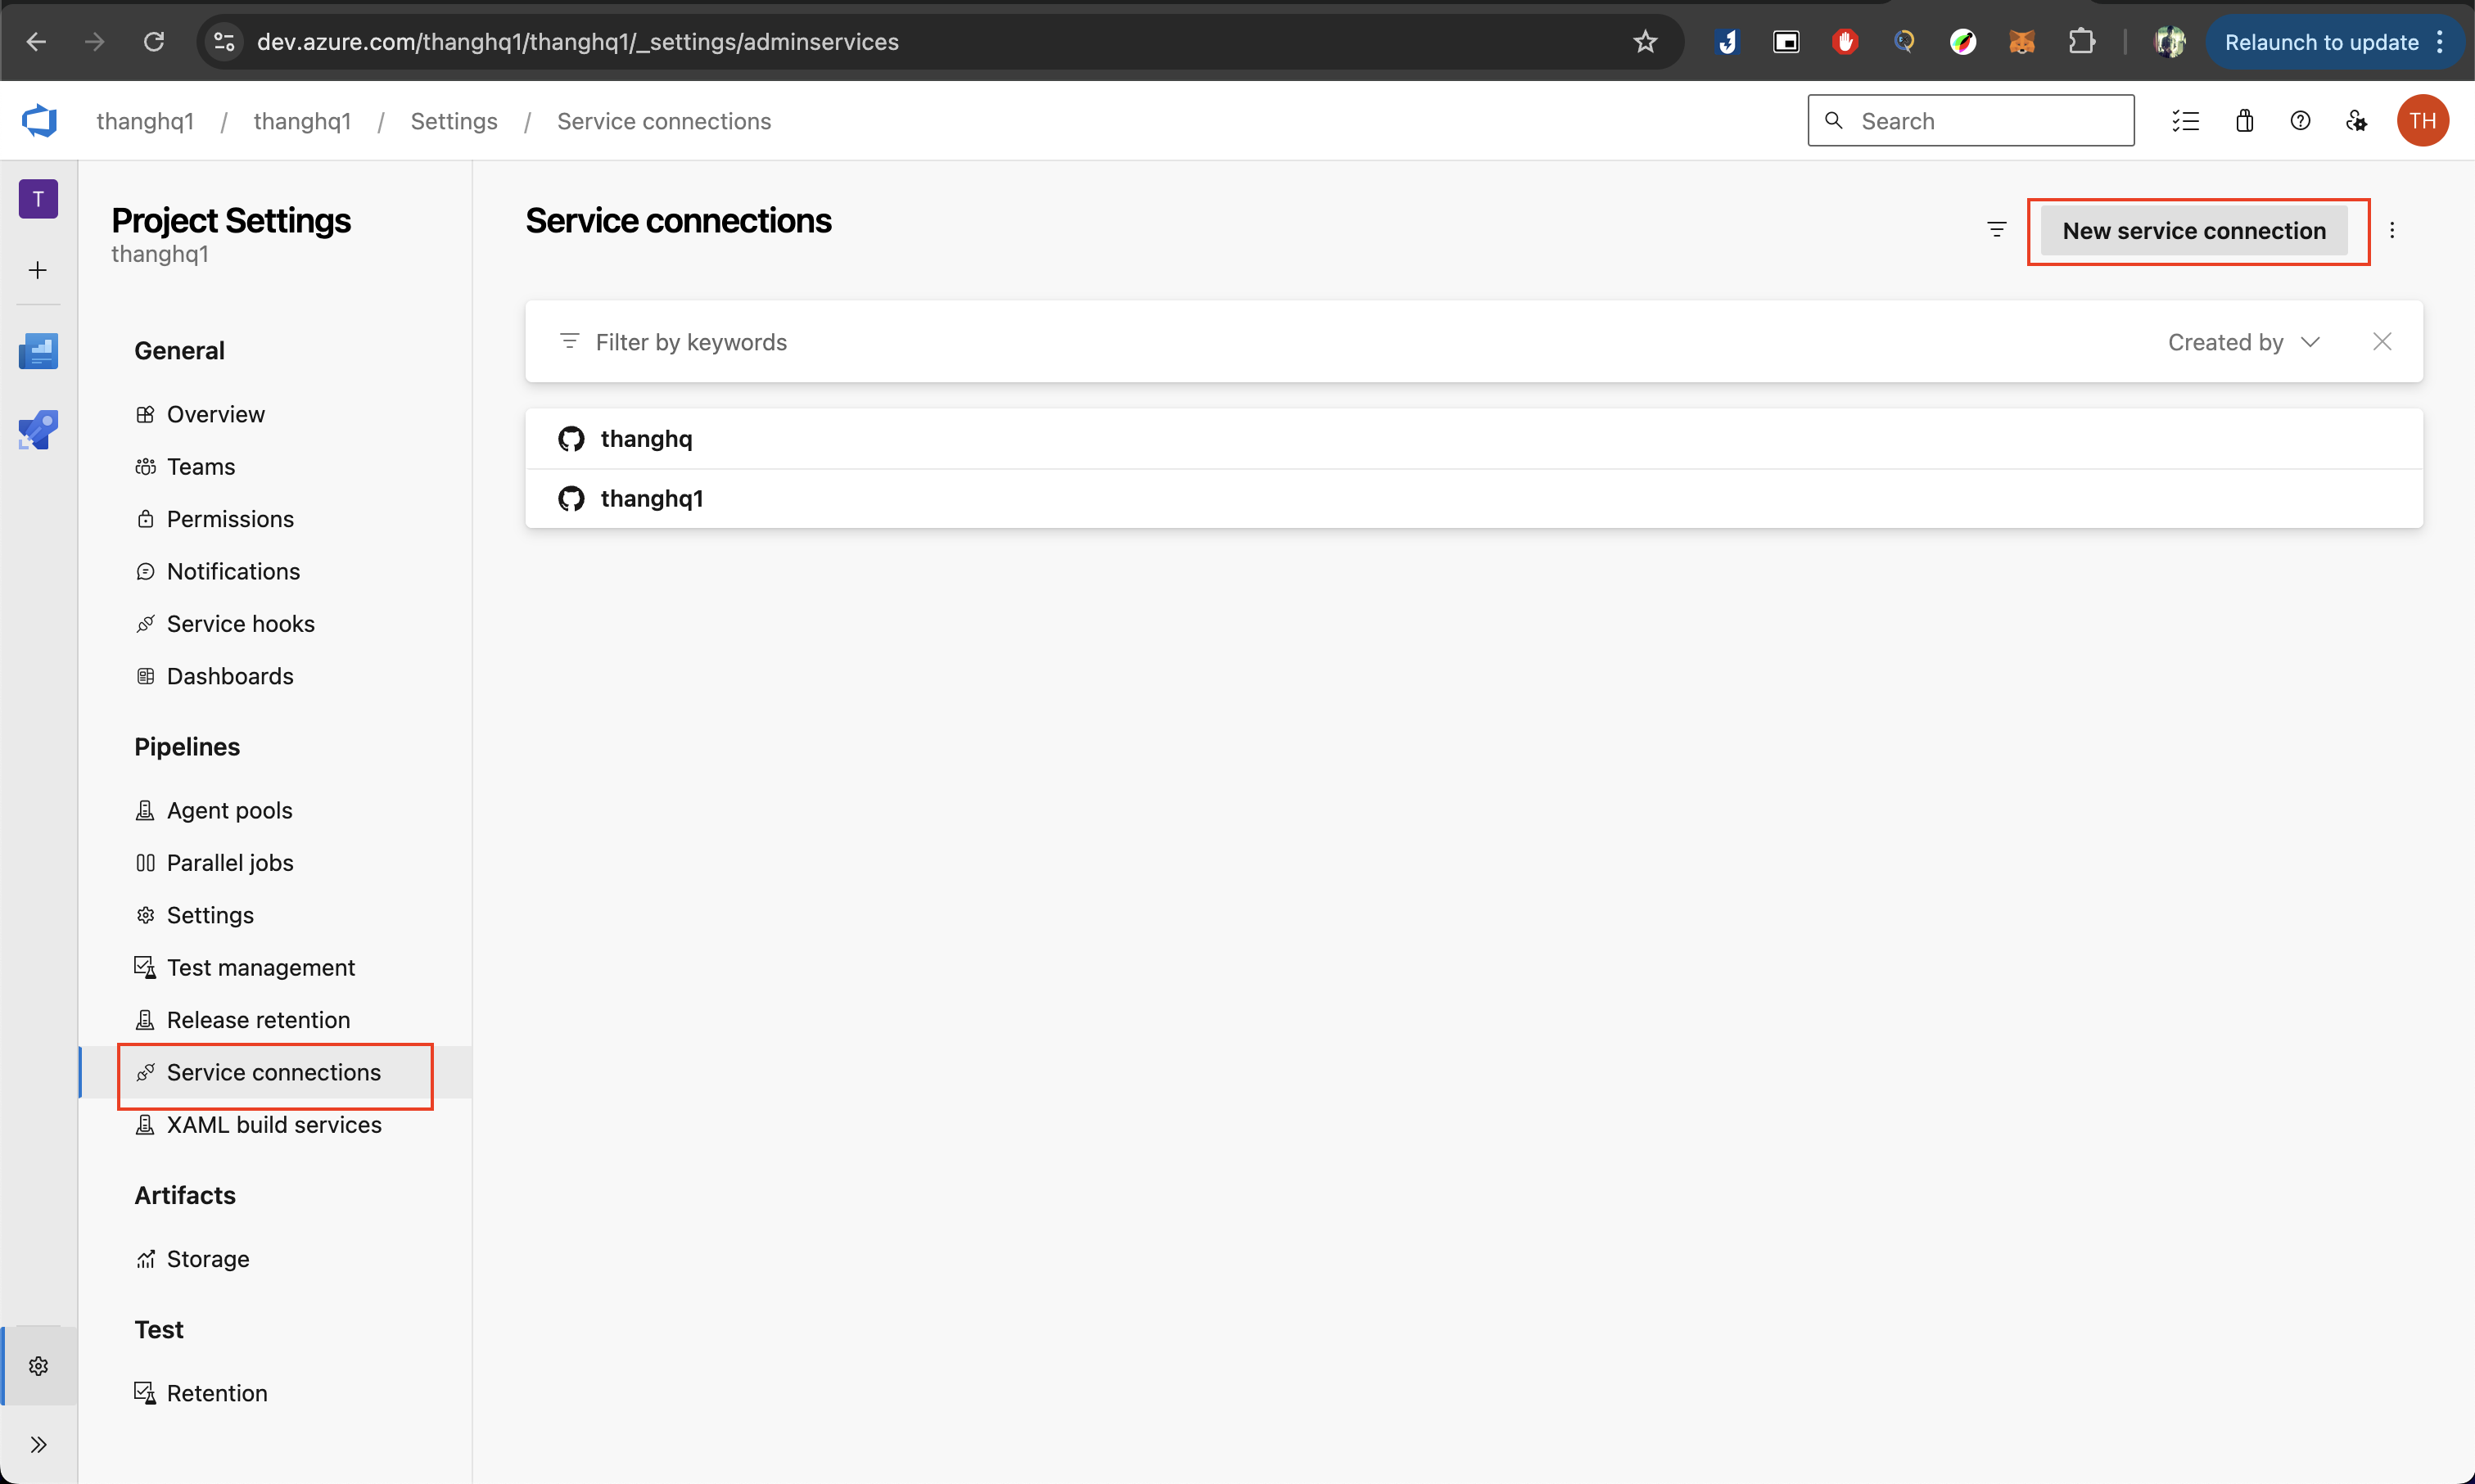 dev.azure.com/thanghq1/thanghq1/_settings/adminservices
Relaunch to update
thanghq1 / thanghq1 / Settings / Service connections
Search
TH
T
Project Settings
thanghq1
General
Overview
Teams
Permissions
Notifications
Service hooks
Dashboards
Pipelines
Agent pools
Parallel jobs
Settings
Test management
Release retention
Service connections
XAML build services
Artifacts
Storage
Test
Retention
Service connections
New service connection
Filter by keywords
Created by
thanghq
thanghq1